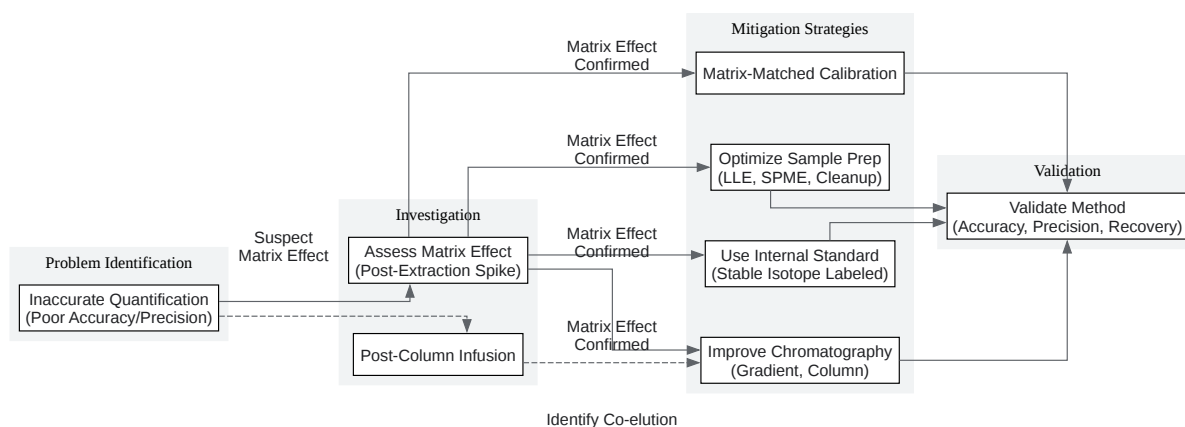 Problem Identification
Inaccurate Quantification
(Poor Accuracy/Precision)
Suspect
Matrix Effect
Investigation
Assess Matrix Effect
(Post-Extraction Spike)
Post-Column Infusion
Matrix Effect
Confirmed
Matrix Effect
Confirmed
Matrix Effect
Confirmed
Matrix Effect
Confirmed
Identify Co-elution
Mitigation Strategies
Matrix-Matched Calibration
Optimize Sample Prep
(LLE, SPME, Cleanup)
Use Internal Standard
(Stable Isotope Labeled)
Improve Chromatography
(Gradient, Column)
Validation
Validate Method
(Accuracy, Precision, Recovery)